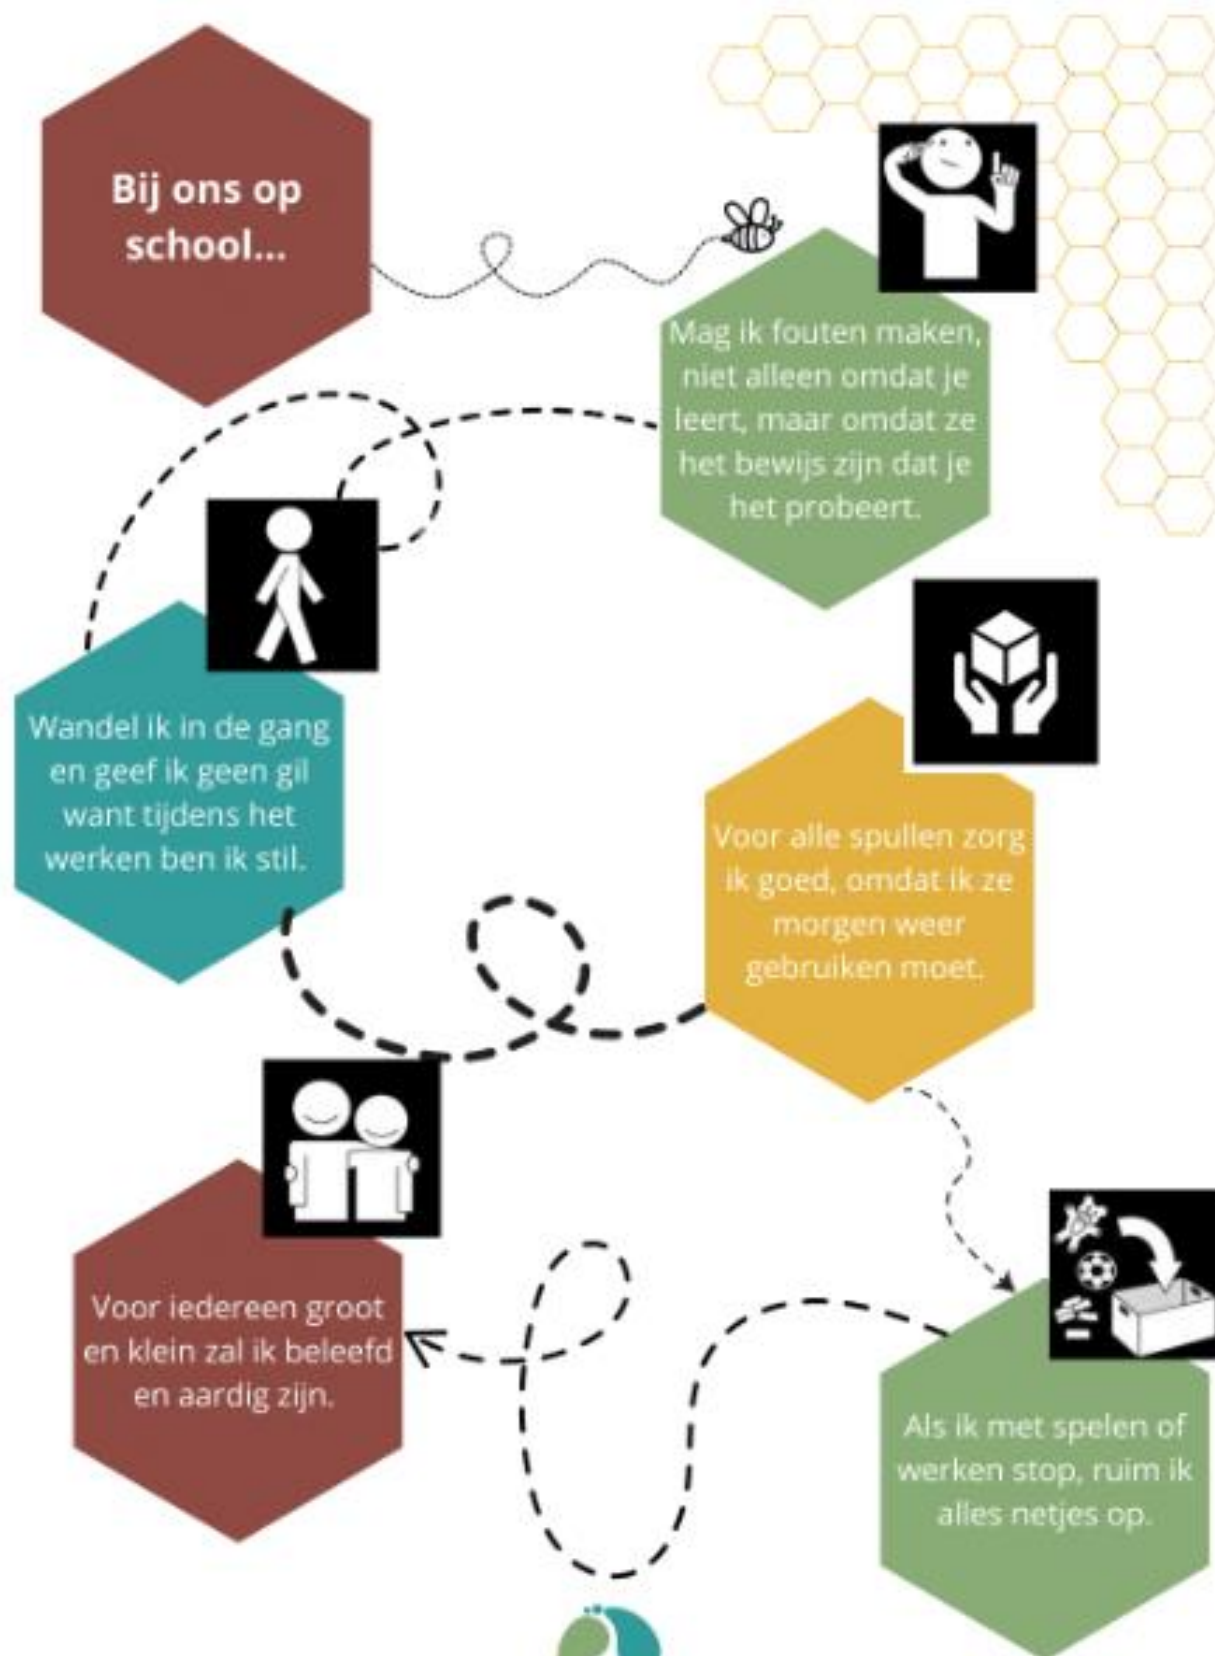 Bij ons op
school...
Mag ik fouten maken,
niet alleen omdat je
leert, maar omdat ze
het bewijs zijn dat je
het probeert.
Wandel ik in de gang
en geef ik geen gil
want tijdens het
werken ben ik stil.
Voor alle spullen zorg
ik goed, omdat ik ze
morgen weer
gebruiken moet.
Als ik met spelen of
werken stop, ruim ik
alles netjes op.
Voor iedereen groot
en klein zal ik beleefd
en aardig zijn.